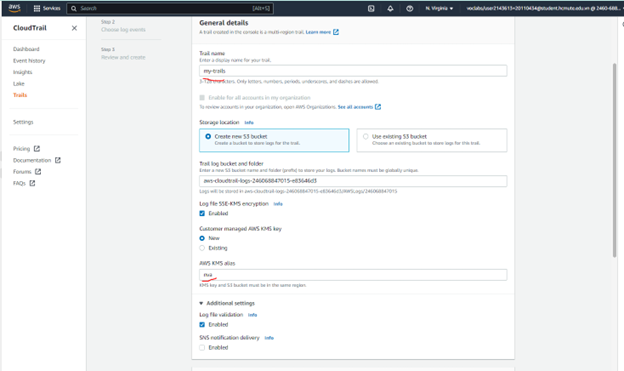 aws
Services
Search
[Alt+S]
N. Virginia
CloudTrail
Dashboard
Event history
Insights
Lake
Trails
Settings
Pricing
Documentation
Forums
FAQs
Step 2
Choose log events
Step 3
Review and create
General details
A trail created in the console is a multi-region trail. Learn more
Trail name
Enter a display name for your trail.
my-trails
3-128 characters. Only letters, numbers, periods, underscores, and dashes are allowed.
Enable for all accounts in my organization
To review accounts in your organization, open AWS Organizations. See all accounts
Storage location Info
Create new S3 bucket
Create a bucket to store logs for the trail.
Use existing S3 bucket
Choose an existing bucket to store logs for this trail.
Trail log bucket and folder
Enter a new S3 bucket name and folder (prefix) to store your logs. Bucket names must be globally unique.
aws-cloudtrail-logs-246068847015-e83646d3
Logs will be stored in aws-cloudtrail-logs-246068847015-e83646d3/AWSLogs/246068847015
Log file SSE-KMS encryption Info
Enabled
Customer managed AWS KMS key
New
Existing
AWS KMS alias
KMS key and S3 bucket must be in the same region.
Additional settings
Log file validation Info
Enabled
SNS notification delivery Info
Enabled